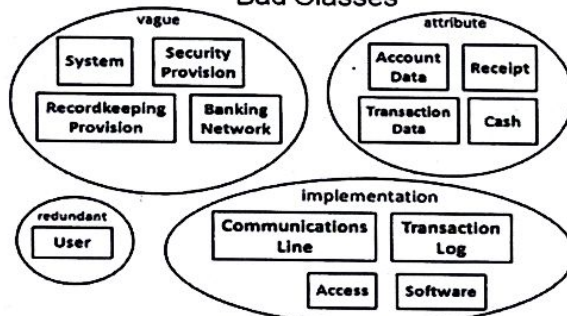 Bad Classes
vague
System
Security
Provision
Recordkeeping
Provision
Banking
Network
attribute
Account
Data
Receipt
Transaction
Data
Cash
redundant
User
implementation
Communications
Line
Transaction
Log
Access
Software